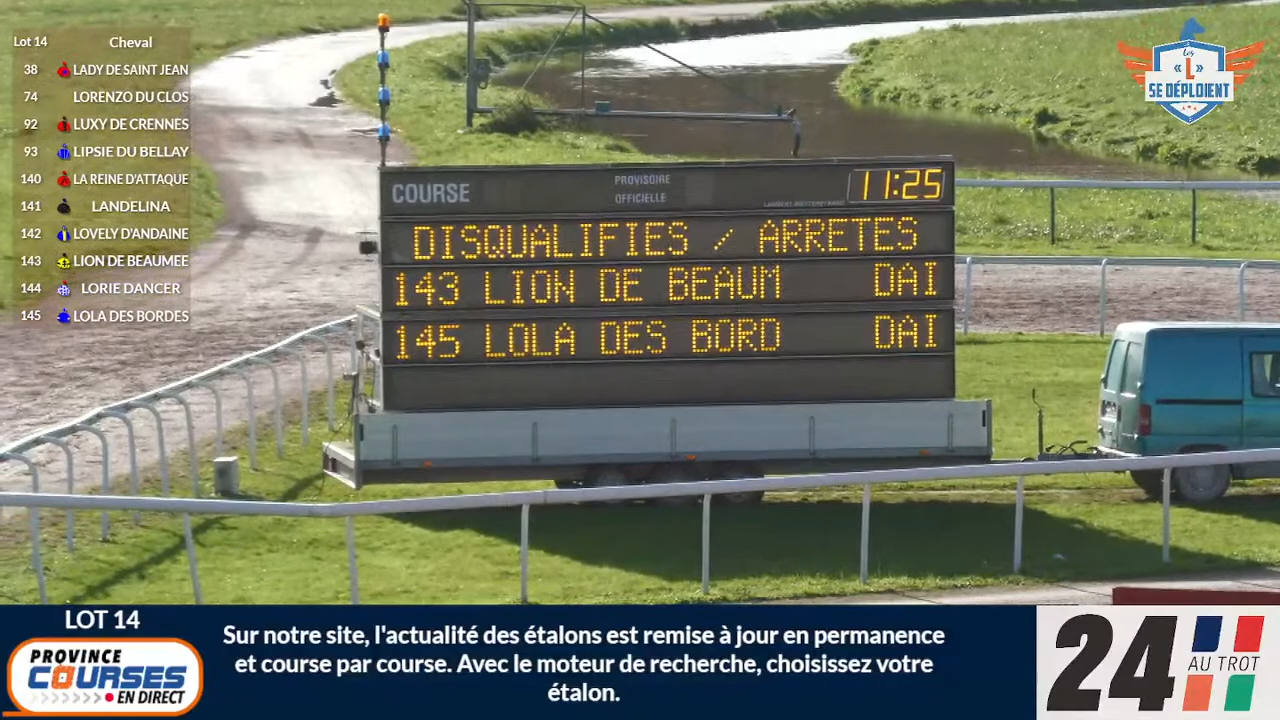 Lot 14 Cheval
38 LADY DE SAINT JEAN
74 LORENZO DU CLOS
92 LUXY DE CRENNES
93 LIPSIE DU BELLAY
140 LA REINE D'ATTAQUE
141 LANDELINA
142 LOVELY D'ANDAINE
143 LION DE BEAUMEE
144 LORIE DANCER
145 LOLA DES BORDES
Les
« L »
SE DÉPLOIENT
COURSE
PROVISOIRE
OFFICIELLE
11:25
DISQUALIFIES / ARRETES
143 LION DE BEAUM DAI
145 LOLA DES BORD DAI
LOT 14
PROVINCE
COURSES
EN DIRECT
Sur notre site, l'actualité des étalons est remise à jour en permanence
et course par course. Avec le moteur de recherche, choisissez votre
étalon.
24
AU TROT